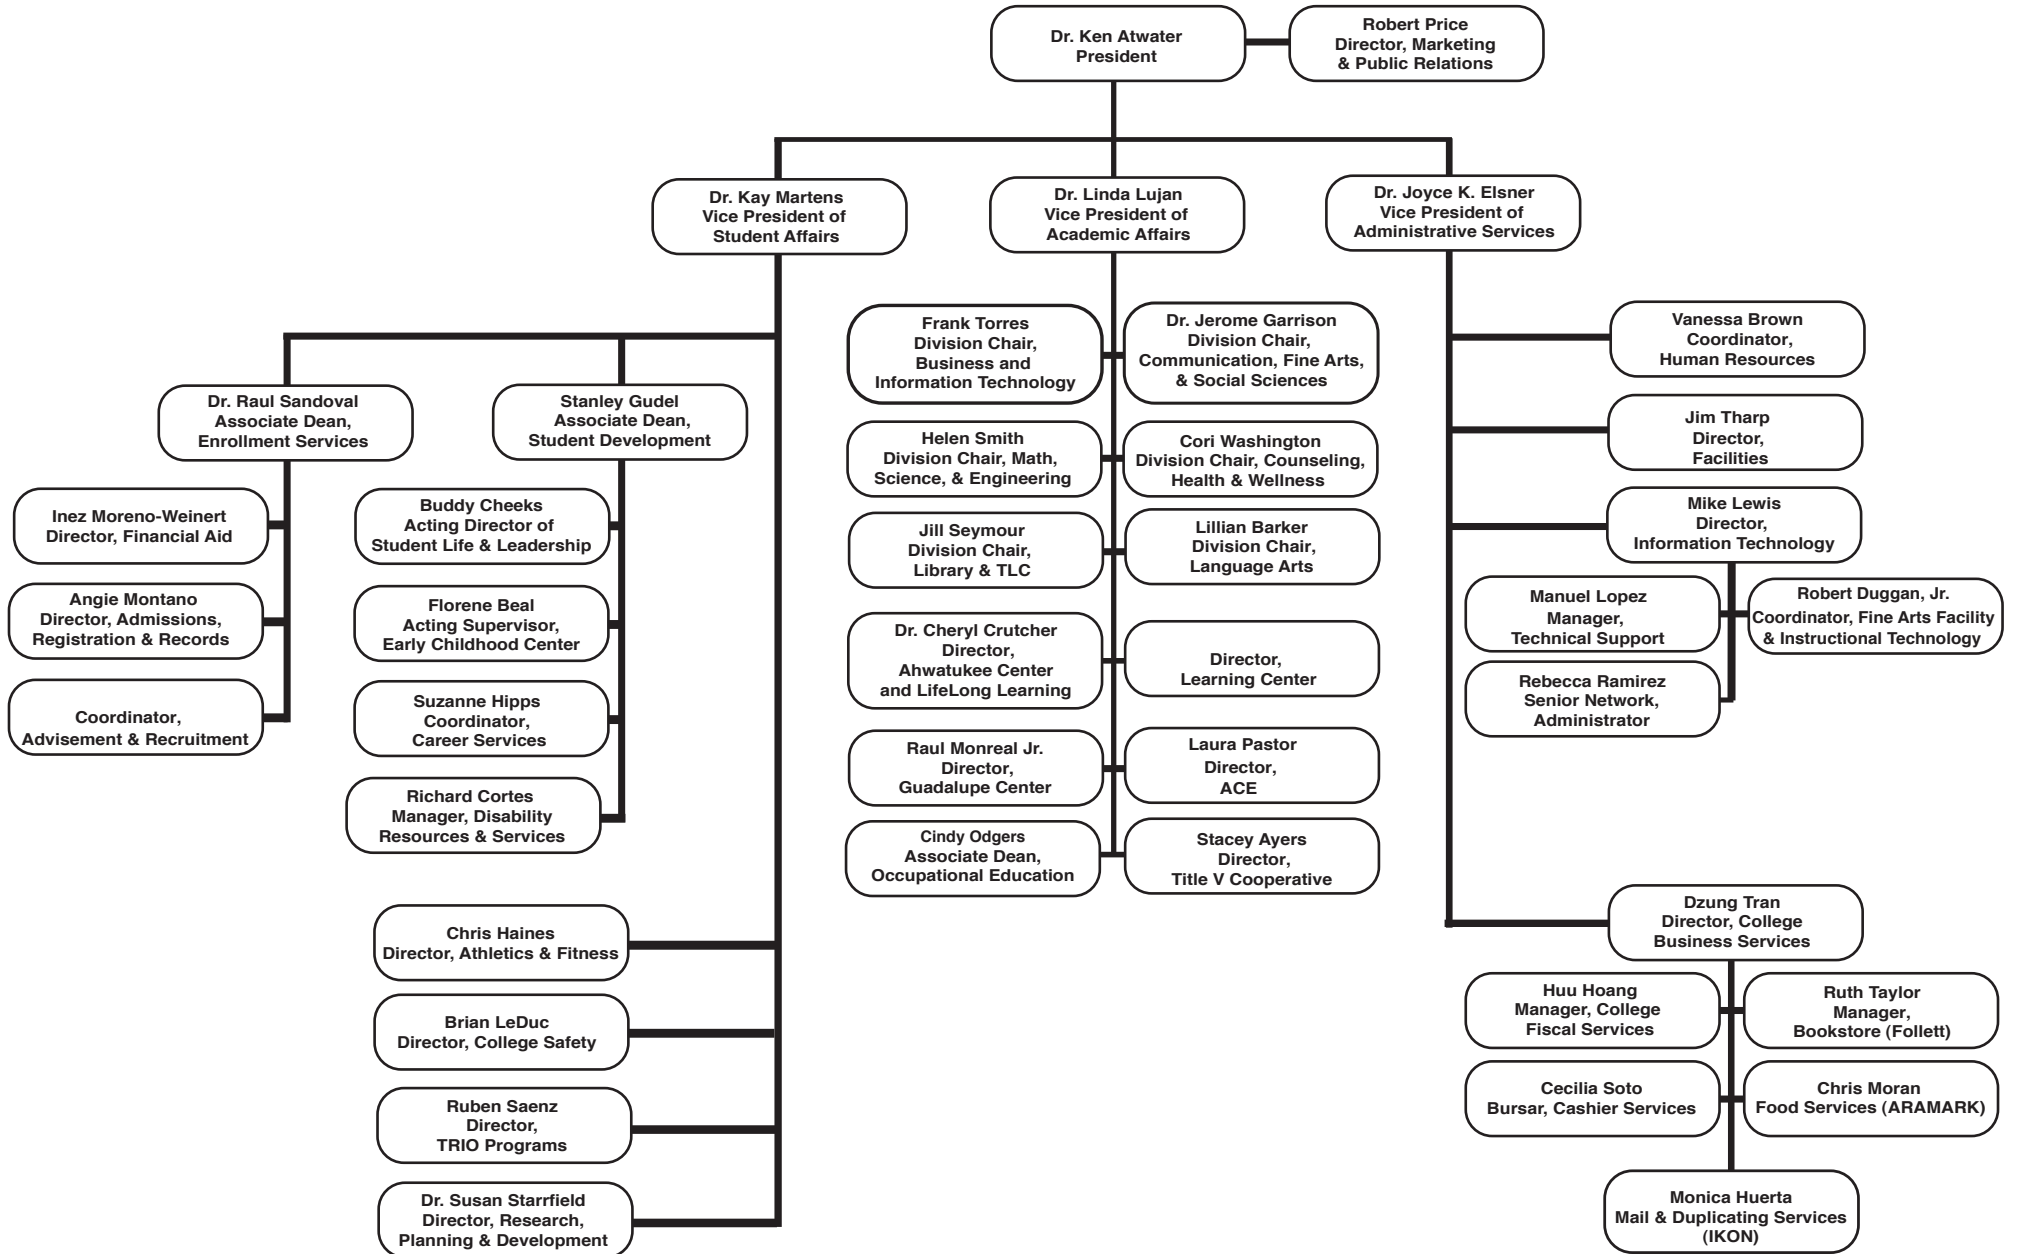 Dr. Ken Atwater
President
Robert Price
Director, Marketing
& Public Relations
Dr. Kay Martens
Vice President of
Student Affairs
Dr. Linda Lujan
Vice President of
Academic Affairs
Dr. Joyce K. Elsner
Vice President of
Administrative Services
Dr. Raul Sandoval
Associate Dean,
Enrollment Services
Inez Moreno-Weinert
Director, Financial Aid
Angie Montano
Director, Admissions,
Registration & Records
Coordinator,
Advisement & Recruitment
Stanley Gudel
Associate Dean,
Student Development
Buddy Cheeks
Acting Director of
Student Life & Leadership
Florene Beal
Acting Supervisor,
Early Childhood Center
Suzanne Hipps
Coordinator,
Career Services
Richard Cortes
Manager, Disability
Resources & Services
Chris Haines
Director, Athletics & Fitness
Brian LeDuc
Director, College Safety
Ruben Saenz
Director,
TRIO Programs
Dr. Susan Starrfield
Director, Research,
Planning & Development
Frank Torres
Division Chair,
Business and
Information Technology
Dr. Jerome Garrison
Division Chair,
Communication, Fine Arts,
& Social Sciences
Helen Smith
Division Chair, Math,
Science, & Engineering
Cori Washington
Division Chair, Counseling,
Health & Wellness
Jill Seymour
Division Chair,
Library & TLC
Lillian Barker
Division Chair,
Language Arts
Dr. Cheryl Crutcher
Director,
Ahwatukee Center
and LifeLong Learning
Director,
Learning Center
Raul Monreal Jr.
Director,
Guadalupe Center
Laura Pastor
Director,
ACE
Cindy Odgers
Associate Dean,
Occupational Education
Stacey Ayers
Director,
Title V Cooperative
Vanessa Brown
Coordinator,
Human Resources
Jim Tharp
Director,
Facilities
Mike Lewis
Director,
Information Technology
Manuel Lopez
Manager,
Technical Support
Robert Duggan, Jr.
Coordinator, Fine Arts Facility
& Instructional Technology
Rebecca Ramirez
Senior Network,
Administrator
Dzung Tran
Director, College
Business Services
Huu Hoang
Manager, College
Fiscal Services
Ruth Taylor
Manager,
Bookstore (Follett)
Cecilia Soto
Bursar, Cashier Services
Chris Moran
Food Services (ARAMARK)
Monica Huerta
Mail & Duplicating Services
(IKON)